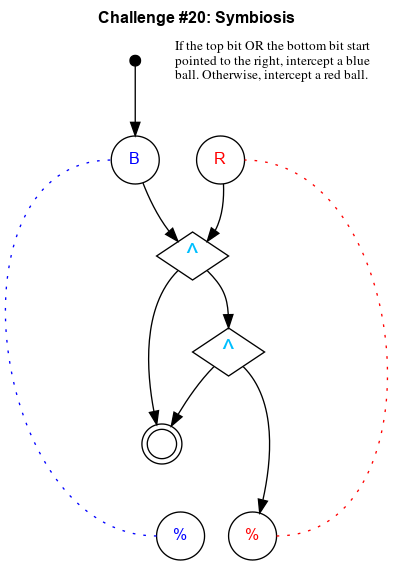 Challenge #20: Symbiosis
If the top bit OR the bottom bit start
pointed to the right, intercept a blue
ball. Otherwise, intercept a red ball.
B
R
^
^
%
%